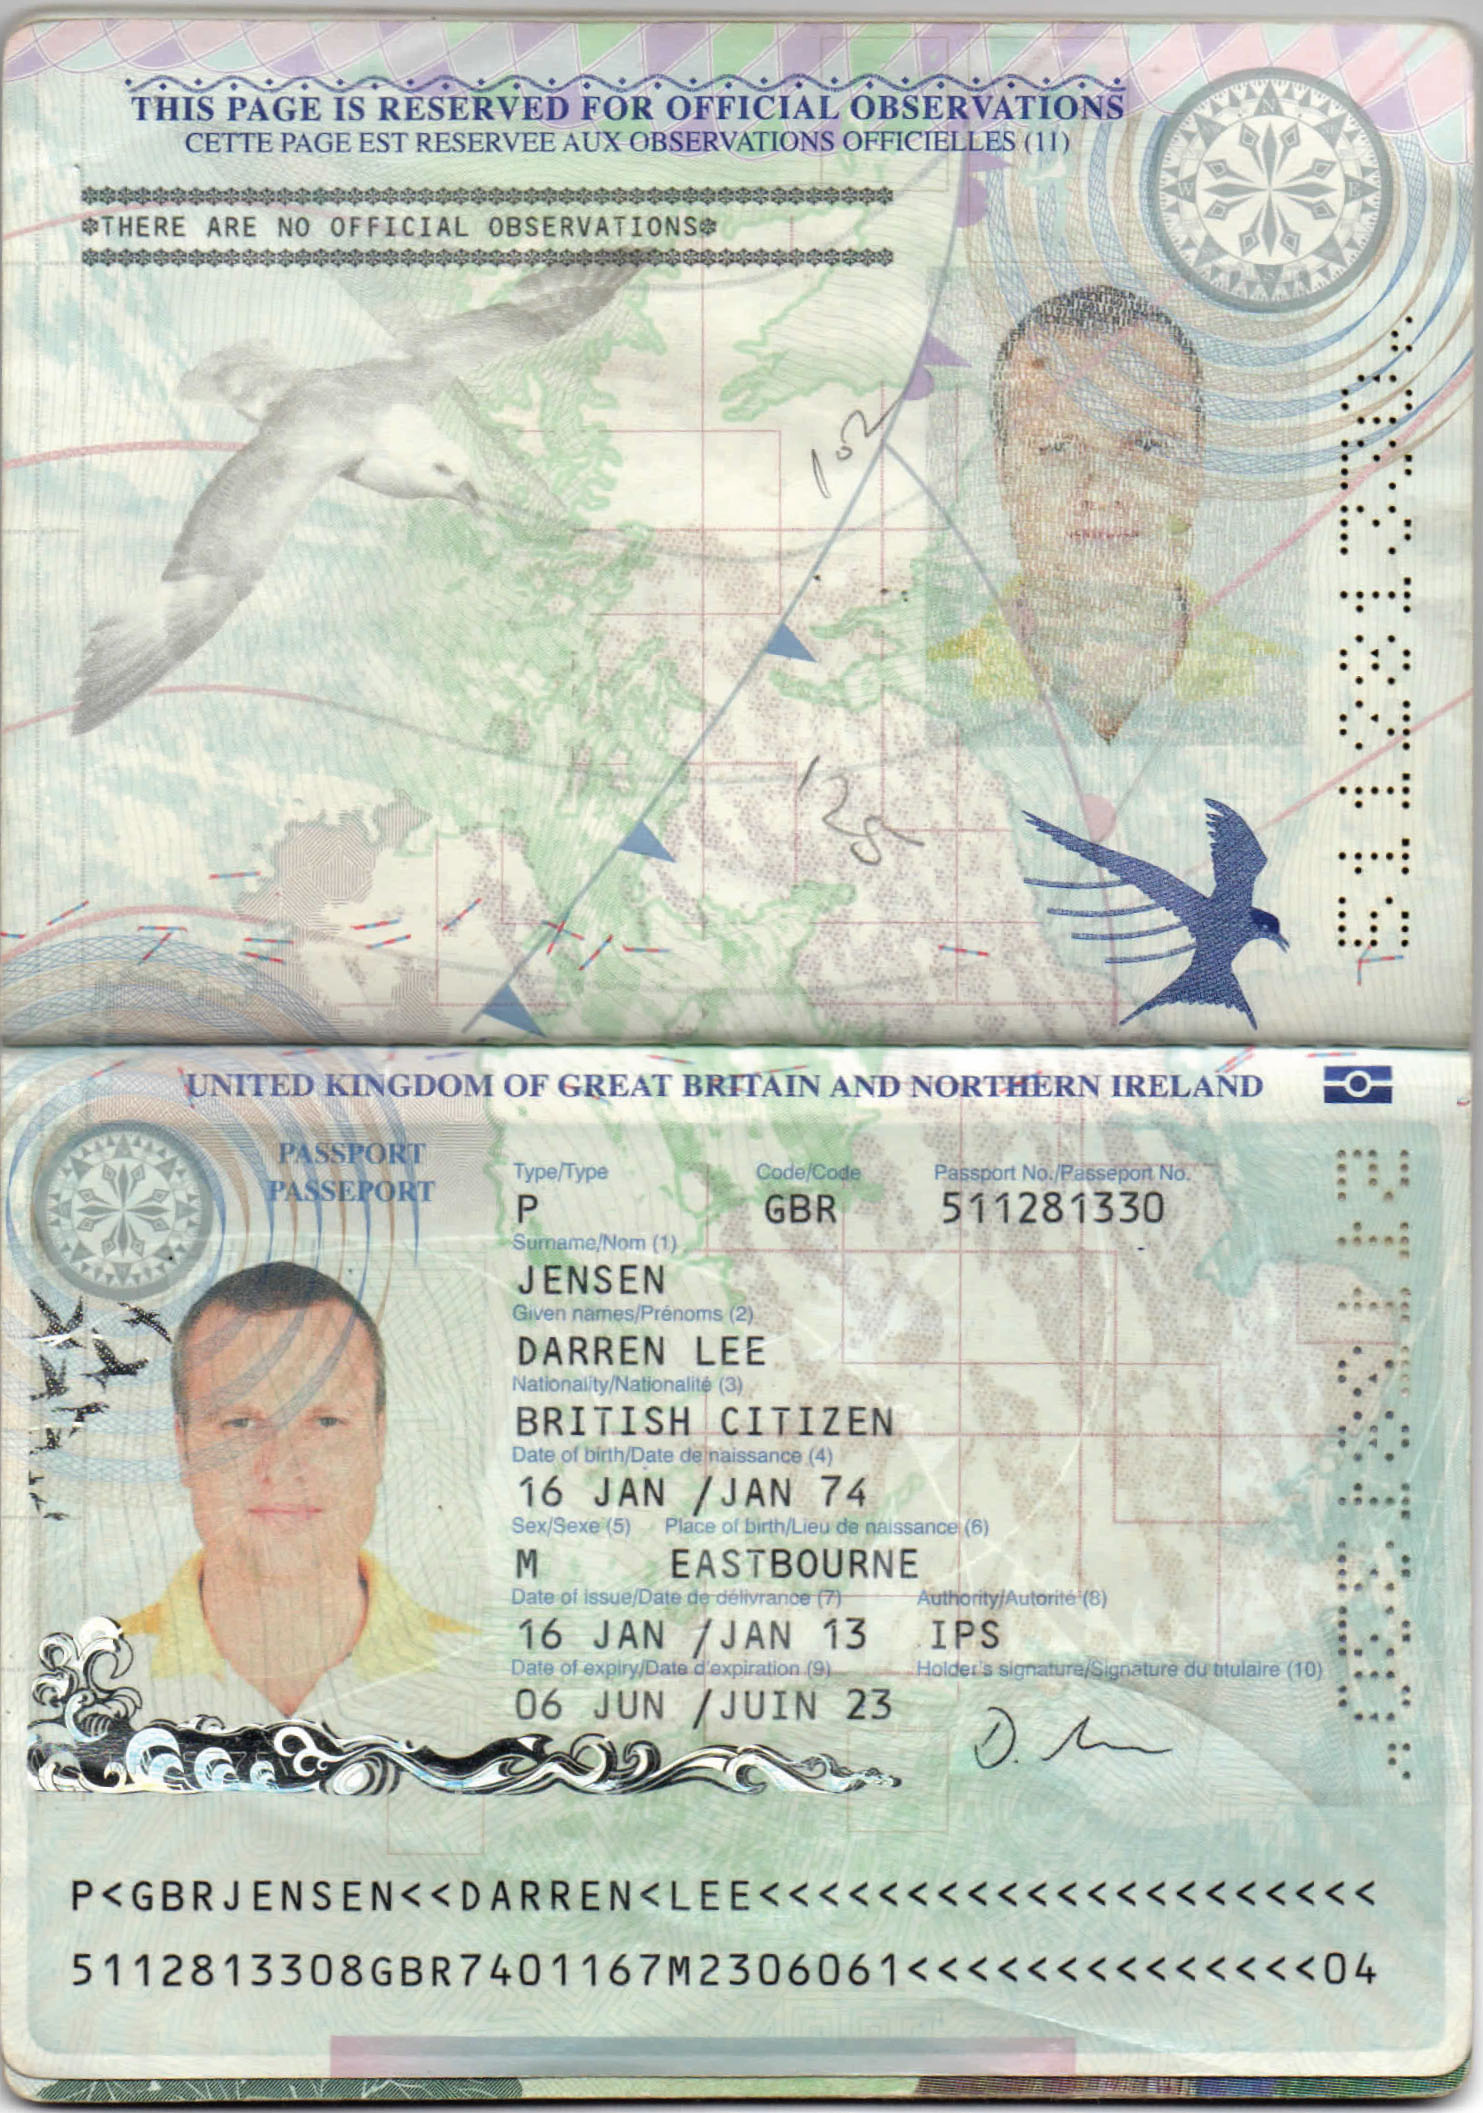 THIS PAGE IS RESERVED FOR OFFICIAL OBSERVATIONS
CETTE PAGE EST RESERVEE AUX OBSERVATIONS OFFICIELLES (11)
*THERE ARE NO OFFICIAL OBSERVATIONS*
102
125
UNITED KINGDOM OF GREAT BRITAIN AND NORTHERN IRELAND
PASSPORT
PASSEPORT
Type/Type Code/Code Passport No./Passeport No.
P GBR 511281330
Surname/Nom (1)
JENSEN
Given names/Prénoms (2)
DARREN LEE
Nationality/Nationalité (3)
BRITISH CITIZEN
Date of birth/Date de naissance (4)
16 JAN /JAN 74
Sex/Sexe (5) Place of birth/Lieu de naissance (6)
M EASTBOURNE
Date of issue/Date de délivrance (7) Authority/Autorité (8)
16 JAN /JAN 13 IPS
Date of expiry/Date d'expiration (9) Holder's signature/Signature du titulaire (10)
06 JUN /JUIN 23
P<GBRJENSEN<<DARREN<LEE<<<<<<<<<<<<<<<<<<<<<
5112813308GBR7401167M2306061<<<<<<<<<<<<<<04